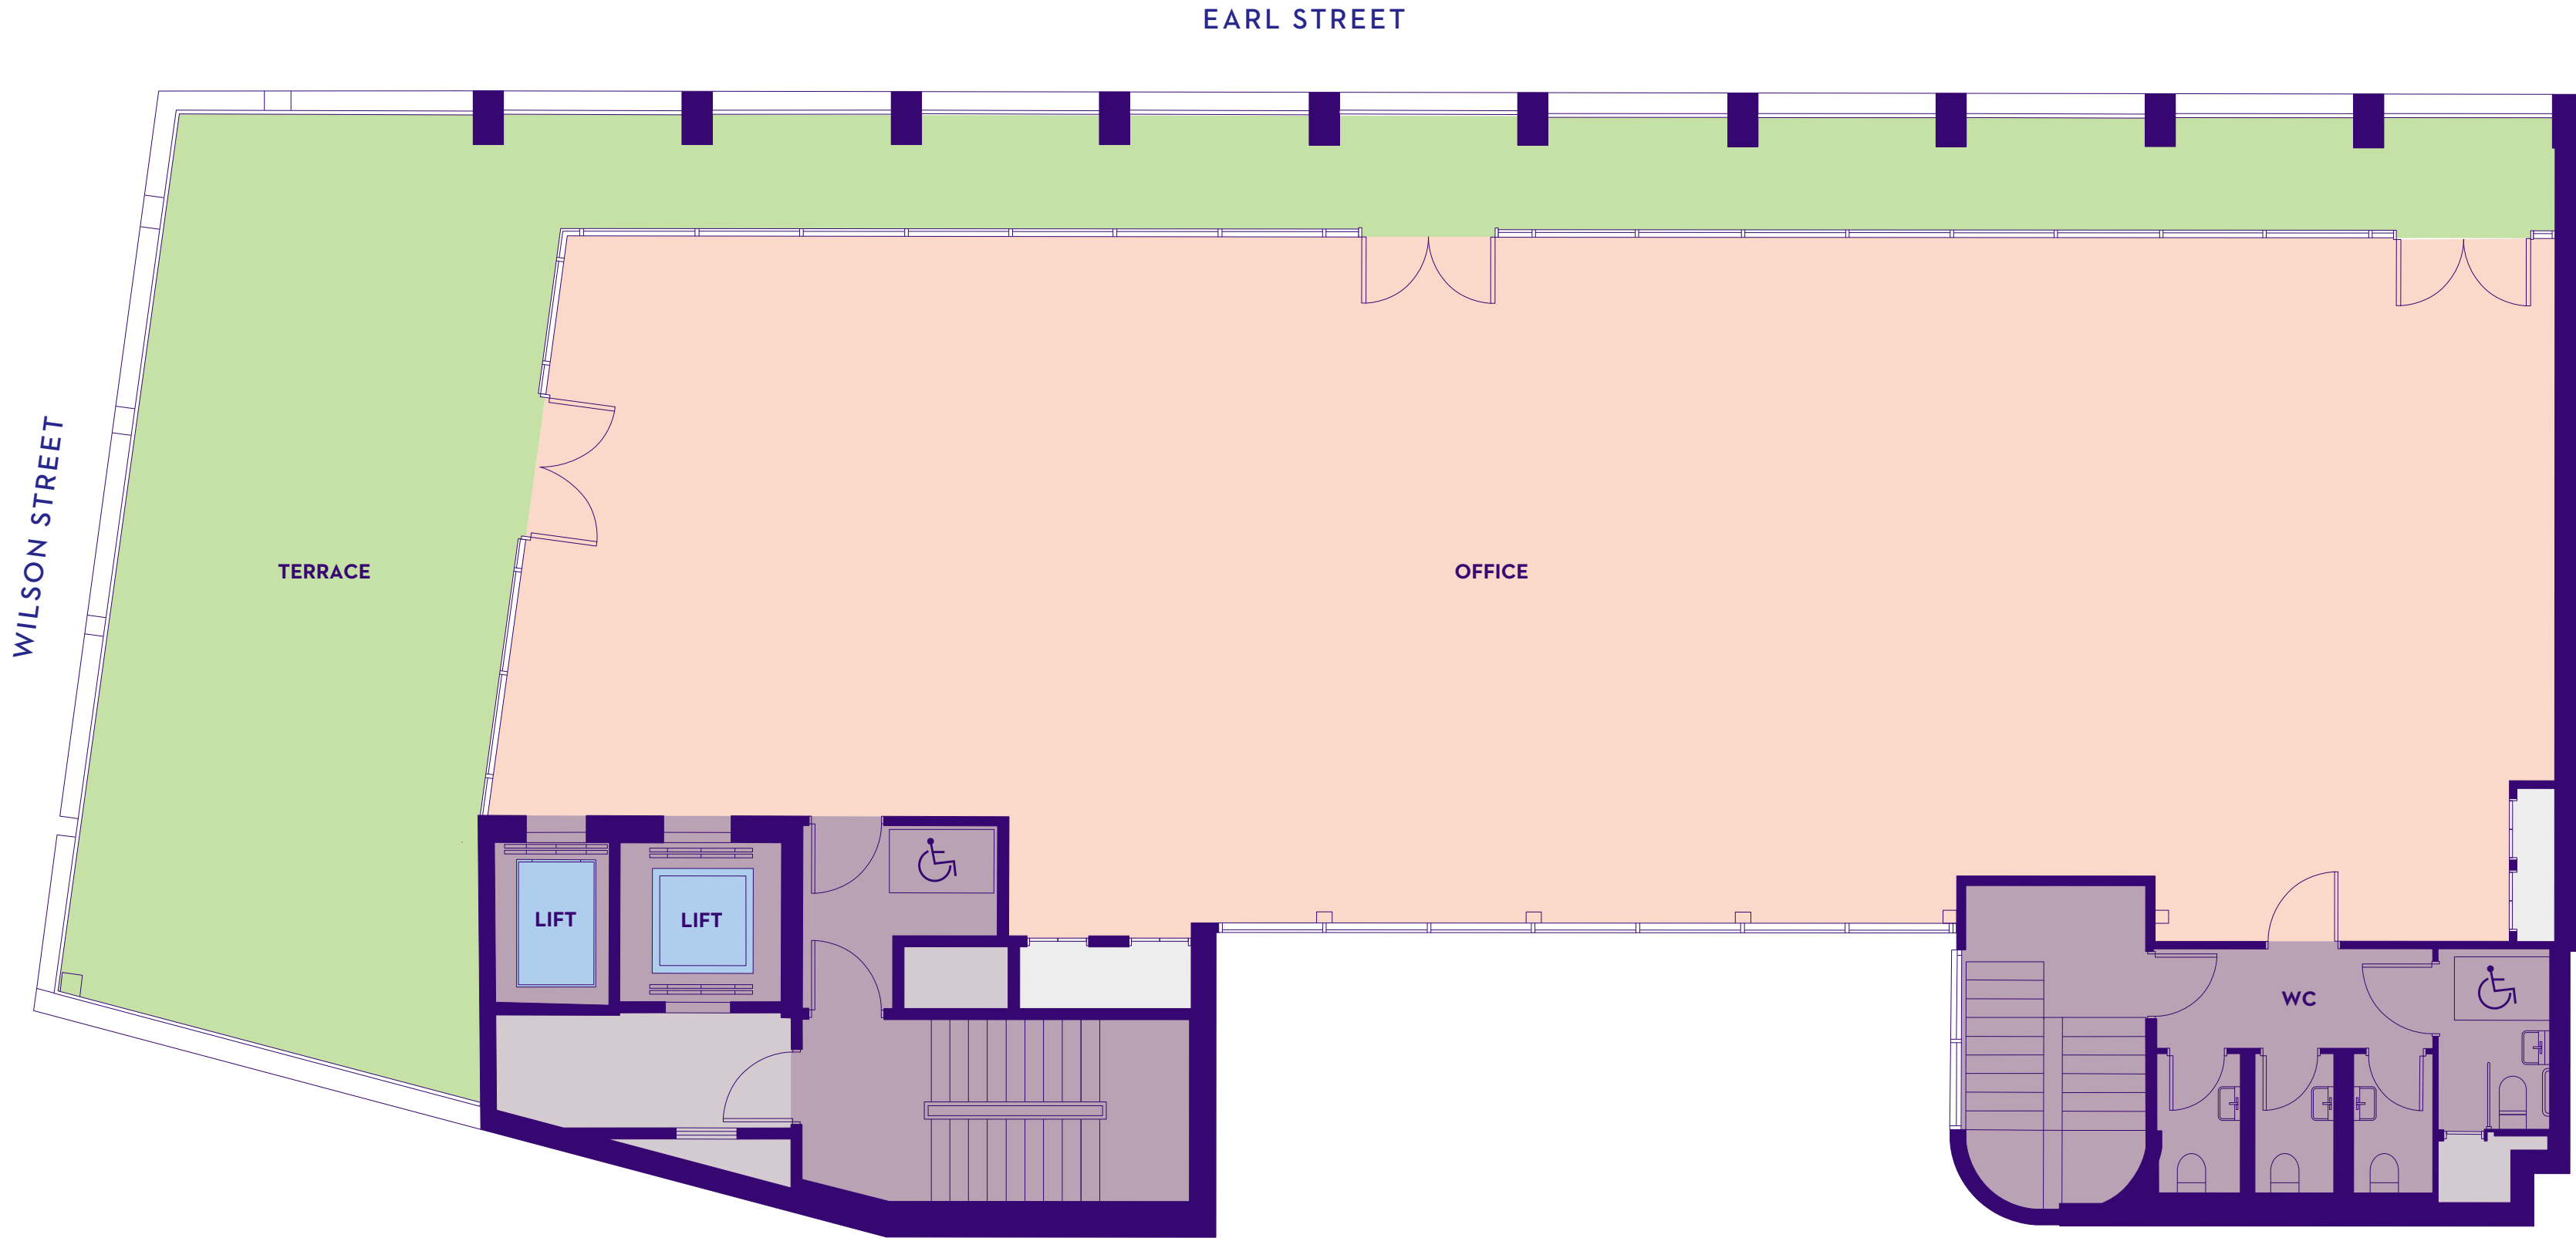 EARL STREET
WILSON STREET
TERRACE
OFFICE
LIFT
LIFT
WC